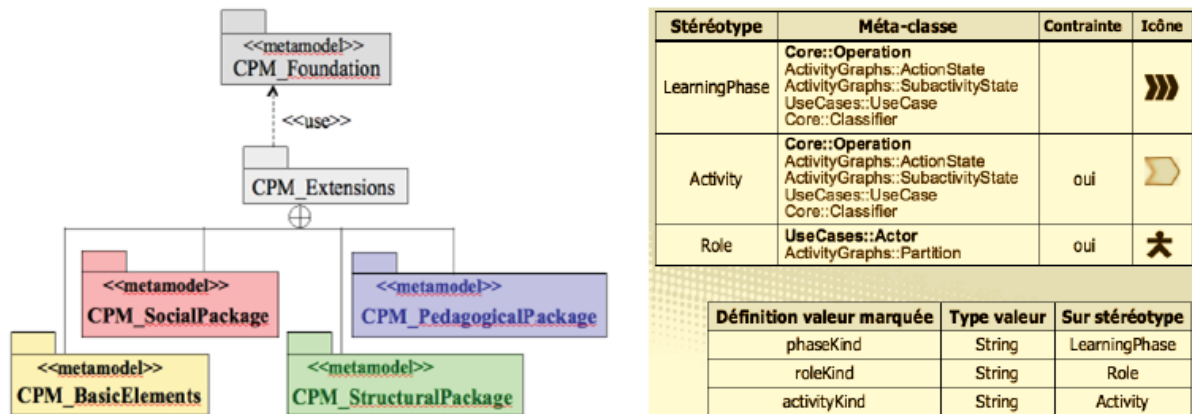 <<metamodel>>
CPM_Foundation
<<use>>
CPM_Extensions
<<metamodel>>
CPM_SocialPackage
<<metamodel>>
CPM_PedagogicalPackage
<<metamodel>>
CPM_BasicElements
<<metamodel>>
CPM_StructuralPackage
Stéréotype Méta-classe Contrainte Icône
LearningPhase
Core::Operation
ActivityGraphs::ActionState
ActivityGraphs::SubactivityState
UseCases::UseCase
Core::Classifier
Activity
Core::Operation
ActivityGraphs::ActionState
ActivityGraphs::SubactivityState
UseCases::UseCase
Core::Classifier
oui
Role
UseCases::Actor
ActivityGraphs::Partition
oui
Définition valeur marquée Type valeur Sur stéréotype
phaseKind String LearningPhase
roleKind String Role
activityKind String Activity